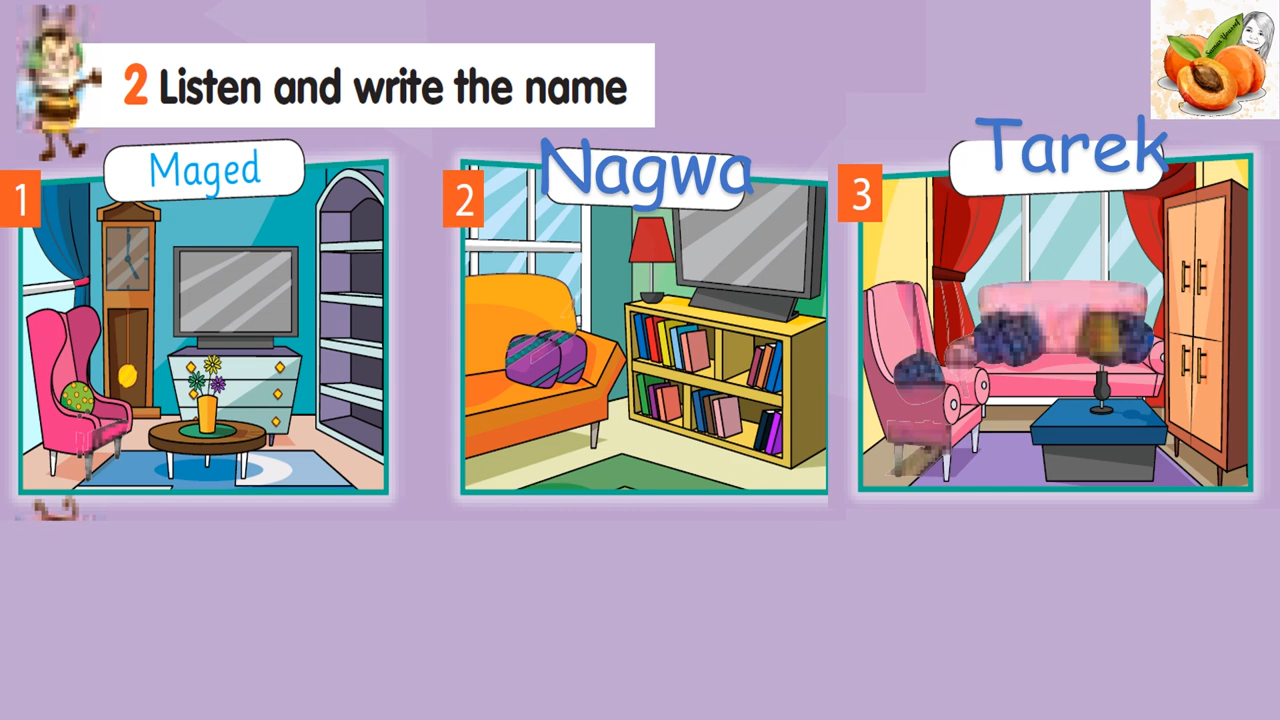 2 Listen and write the name
1
Maged
2
Nagwa
3
Tarek